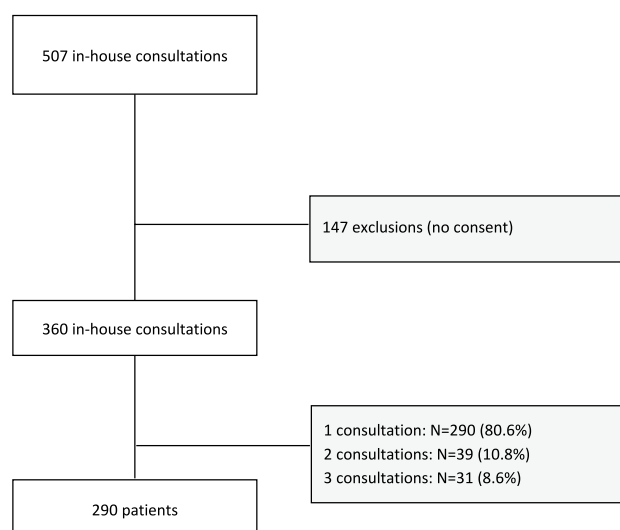 507 in-house consultations
147 exclusions (no consent)
360 in-house consultations
1 consultation: N=290 (80.6%)
2 consultations: N=39 (10.8%)
3 consultations: N=31 (8.6%)
290 patients